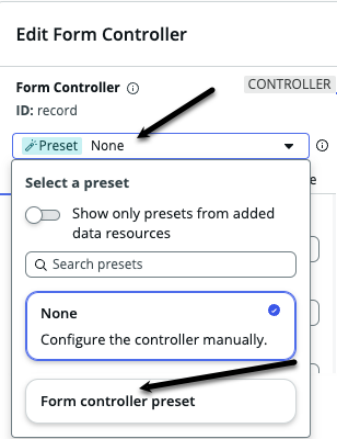 Edit Form Controller
Form Controller
CONTROLLER
ID: record
Preset None
e
Select a preset
Show only presets from added
data resources
Search presets
None
Configure the controller manually.
Form controller preset